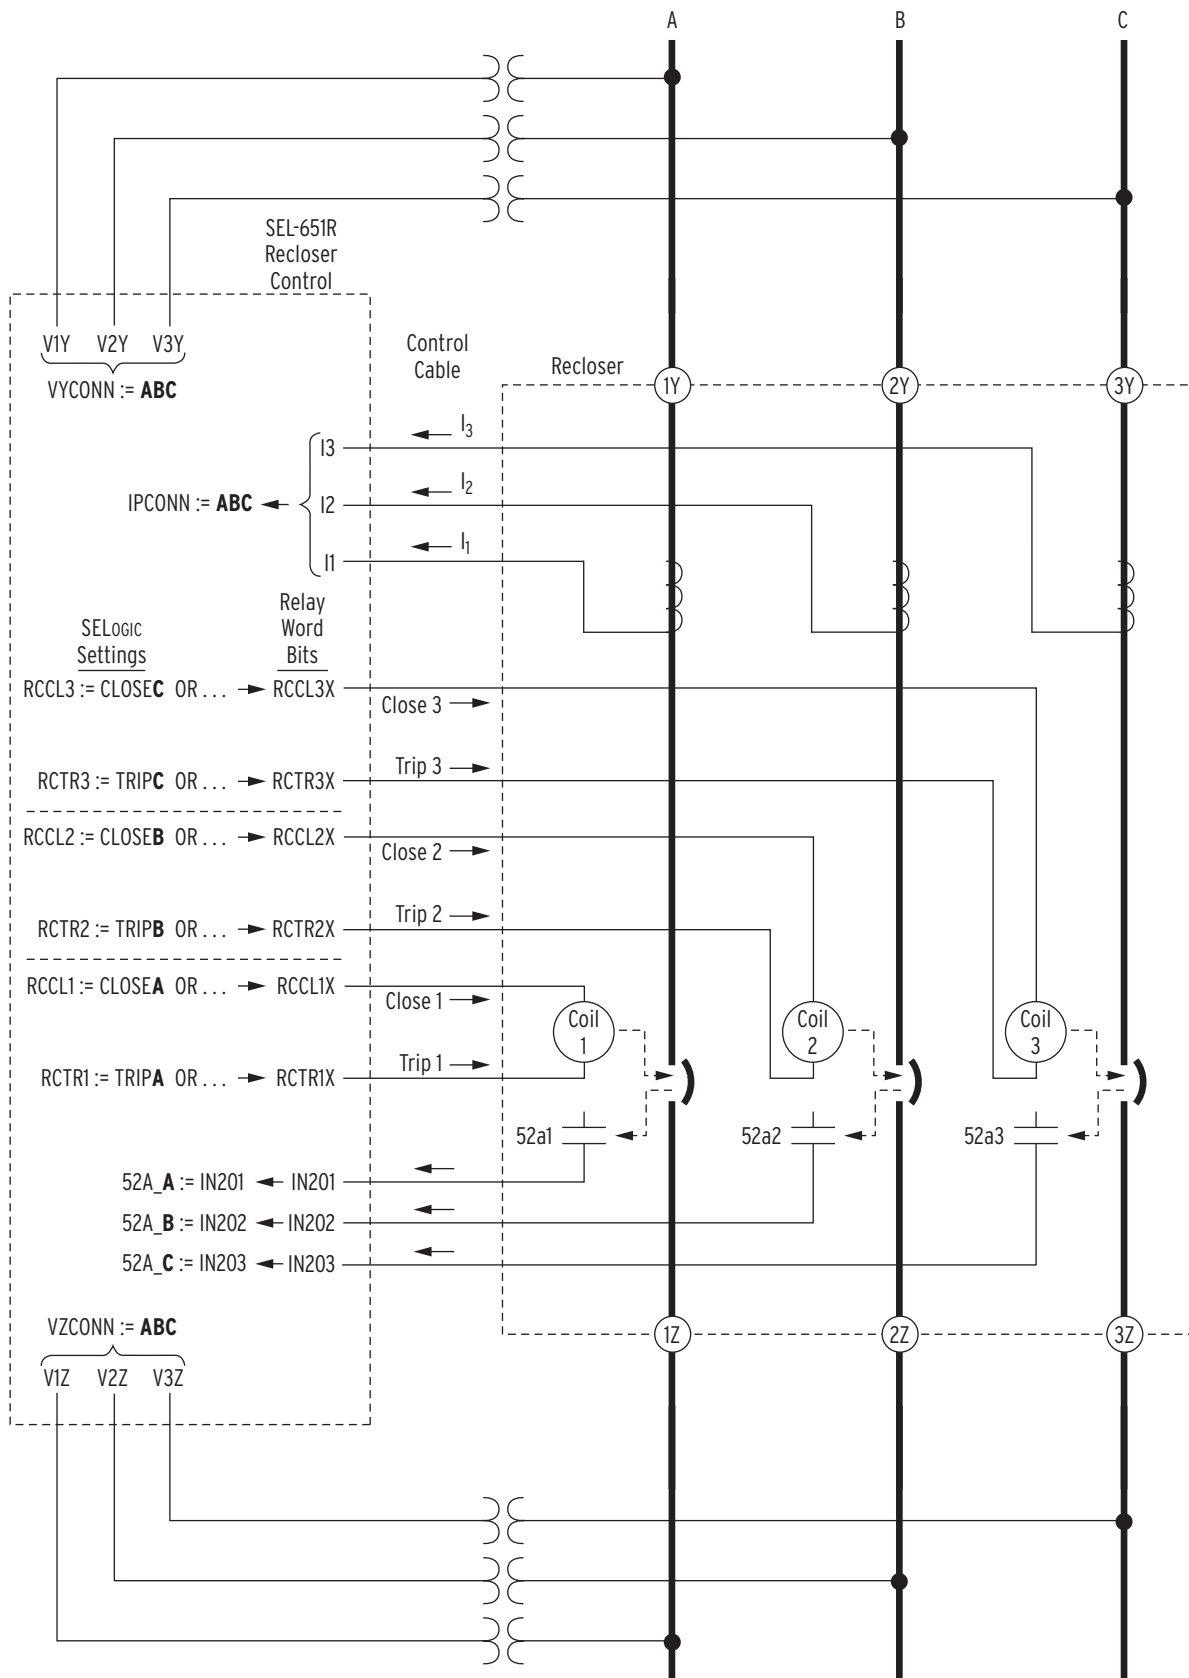 A
B
C
SEL-651R
Recloser
Control
V1Y V2Y V3Y
VYCONN := ABC
Control
Cable
Recloser
1Y
2Y
3Y
I3
I3
IPCONN := ABC
I2
I2
I1
I1
SELOGIC
Settings
Relay
Word
Bits
RCCL3 := CLOSEC OR . . . RCCL3X
Close 3
RCTR3 := TRIPC OR . . . RCTR3X
Trip 3
RCCL2 := CLOSEB OR . . . RCCL2X
Close 2
RCTR2 := TRIPB OR . . . RCTR2X
Trip 2
RCCL1 := CLOSEA OR . . . RCCL1X
Close 1
RCTR1 := TRIPA OR . . . RCTR1X
Trip 1
Coil
1
Coil
2
Coil
3
52a1
52a2
52a3
52A_A := IN201 IN201
52A_B := IN202 IN202
52A_C := IN203 IN203
VZCONN := ABC
V1Z V2Z V3Z
1Z
2Z
3Z